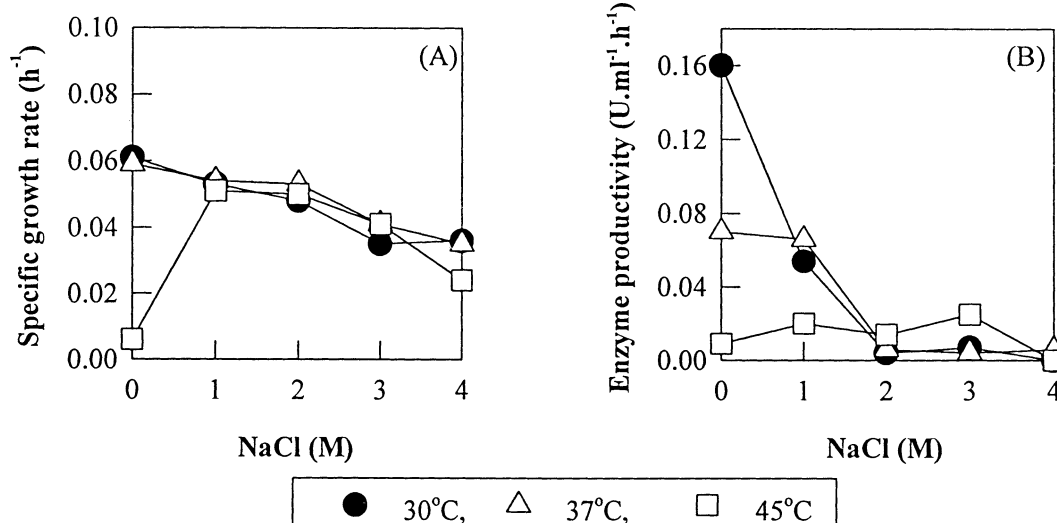 Specific growth rate (h⁻¹)
0.10
0.08
0.06
0.04
0.02
0.00
(A)
0 1 2 3 4
NaCl (M)
Enzyme productivity (U.ml⁻¹.h⁻¹)
0.16
0.12
0.08
0.04
0.00
(B)
0 1 2 3 4
NaCl (M)
30°C, 37°C, 45°C